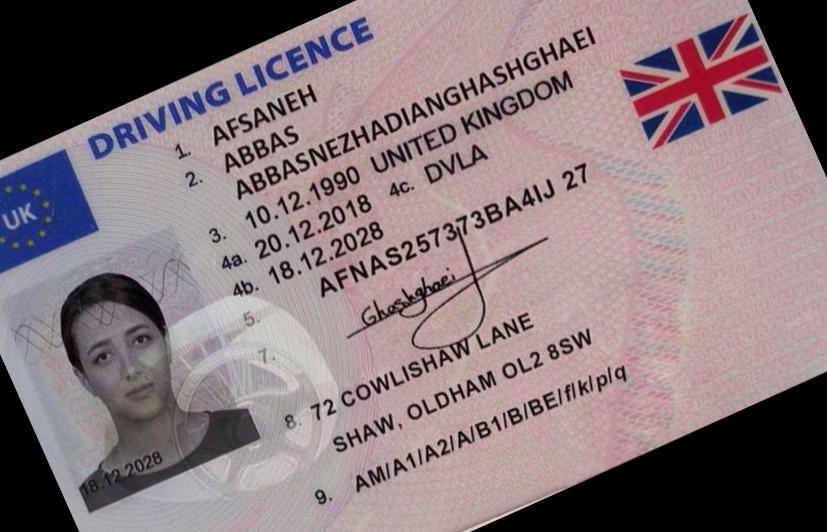 DRIVING LICENCE
UK
1. AFSANEH
2. ABBAS
ABBASNEZHADIANGHASHGHAEI
3. 10.12.1990 UNITED KINGDOM
4a. 20.12.2018 4c. DVLA
4b. 18.12.2028
5. AFNAS257373BA4IJ 27
7. Ghashghaei
8. 72 COWLISHAW LANE
SHAW, OLDHAM OL2 8SW
9. AM/A1/A2/A/B1/B/BE/f/k/p/q
18.12.2028